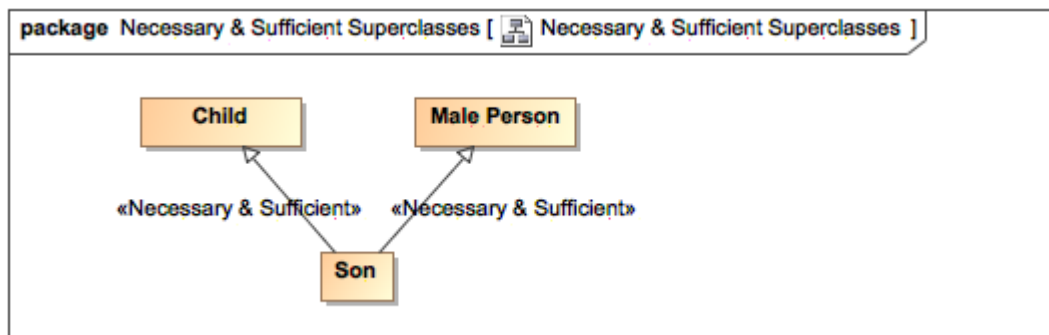 package Necessary & Sufficient Superclasses [ Necessary & Sufficient Superclasses ]
Child
Male Person
«Necessary & Sufficient»
«Necessary & Sufficient»
Son